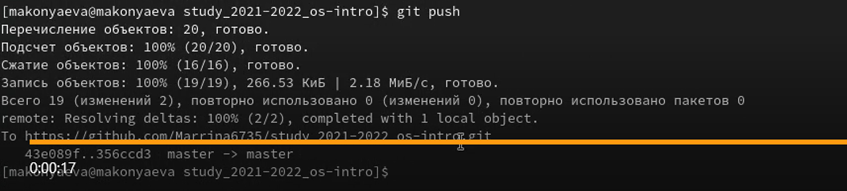 [makonyaeva@makonyaeva study_2021-2022_os-intro]$ git push
Перечисление объектов: 20, готово.
Подсчет объектов: 100% (20/20), готово.
Сжатие объектов: 100% (16/16), готово.
Запись объектов: 100% (19/19), 266.53 КиБ | 2.18 МиБ/с, готово.
Всего 19 (изменений 2), повторно использовано 0 (изменений 0), повторно использовано пакетов 0
remote: Resolving deltas: 100% (2/2), completed with 1 local object.
To https://github.com/Marrina6735/study_2021-2022_os-intro.git
43e089f..356ccd3  master -> master
0:00:17
[makonyaeva@makonyaeva study_2021-2022_os-intro]$